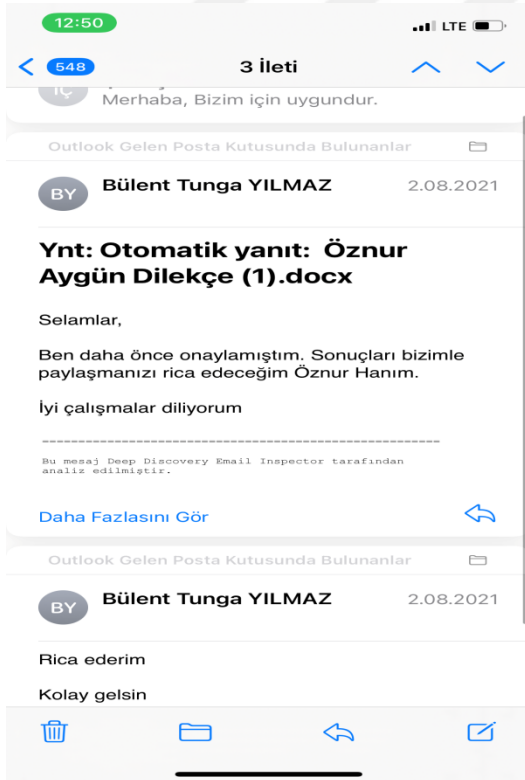 12:50
LTE
548
3 İleti
Merhaba, Bizim için uygundur.
Outlook Gelen Posta Kutusunda Bulunanlar
BY
Bülent Tunga YILMAZ
2.08.2021
Ynt: Otomatik yanıt: Öznur
Aygün Dilekçe (1).docx
Selamlar,
Ben daha önce onaylamıştım. Sonuçları bizimle
paylaşmanızı rica edeceğim Öznur Hanım.
İyi çalışmalar diliyorum
------------------------------------------------------
Bu mesaj Deep Discovery Email Inspector tarafından
analiz edilmiştir.
Daha Fazlasını Gör
Outlook Gelen Posta Kutusunda Bulunanlar
BY
Bülent Tunga YILMAZ
2.08.2021
Rica ederim
Kolay gelsin